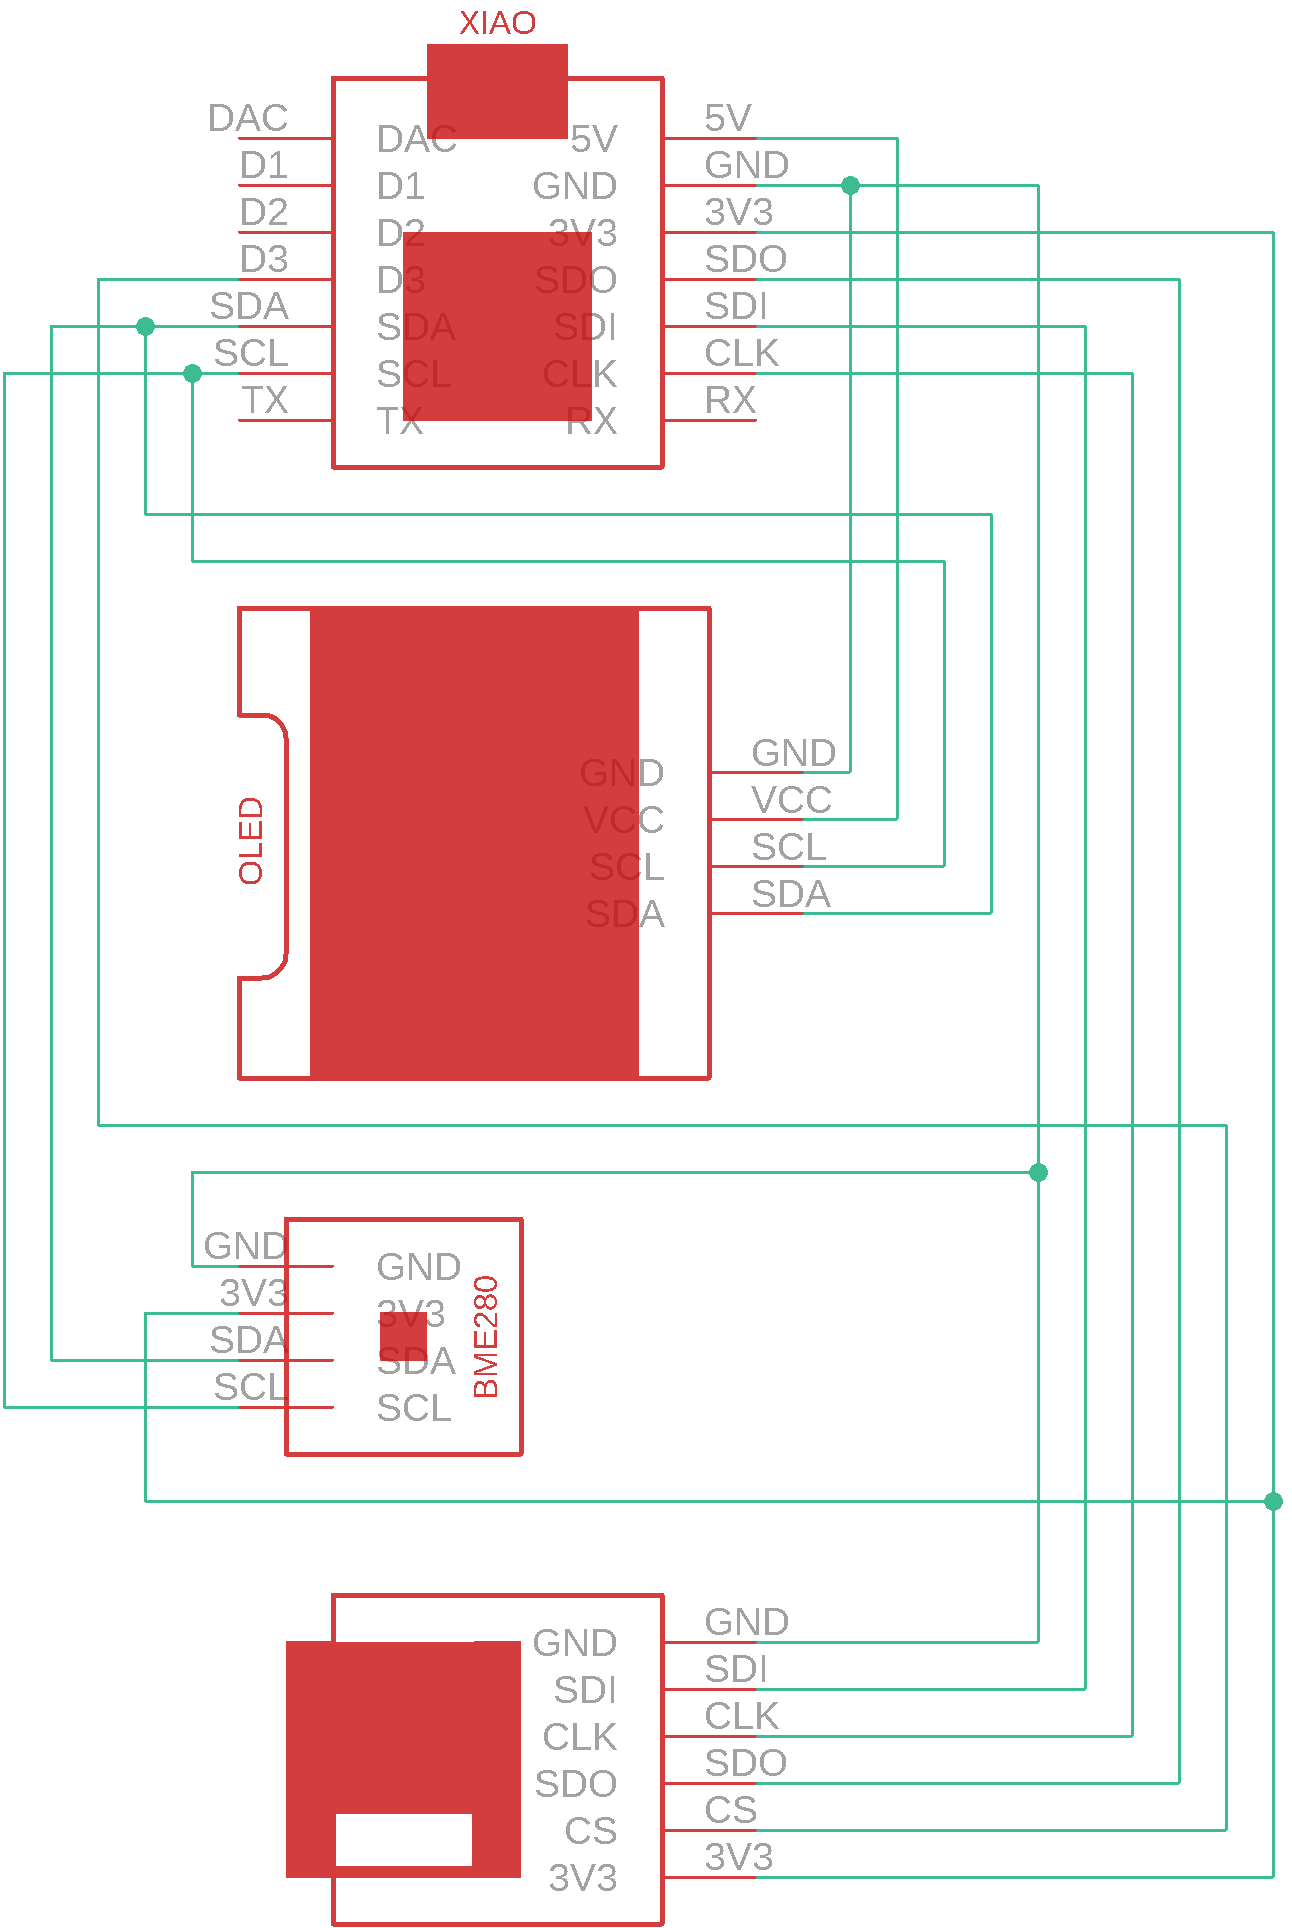 XIAO
DAC DAC 5V 5V
D1 D1 GND GND
D2 D2 3V3 3V3
D3 D3 SDO SDO
SDA SDA SDI SDI
SCL SCL CLK CLK
TX TX RX RX
OLED
GND GND
VCC VCC
SCL SCL
SDA SDA
GND GND
3V3 3V3
SDA SDA
SCL SCL
BME280
GND GND
SDI SDI
CLK CLK
SDO SDO
CS CS
3V3 3V3